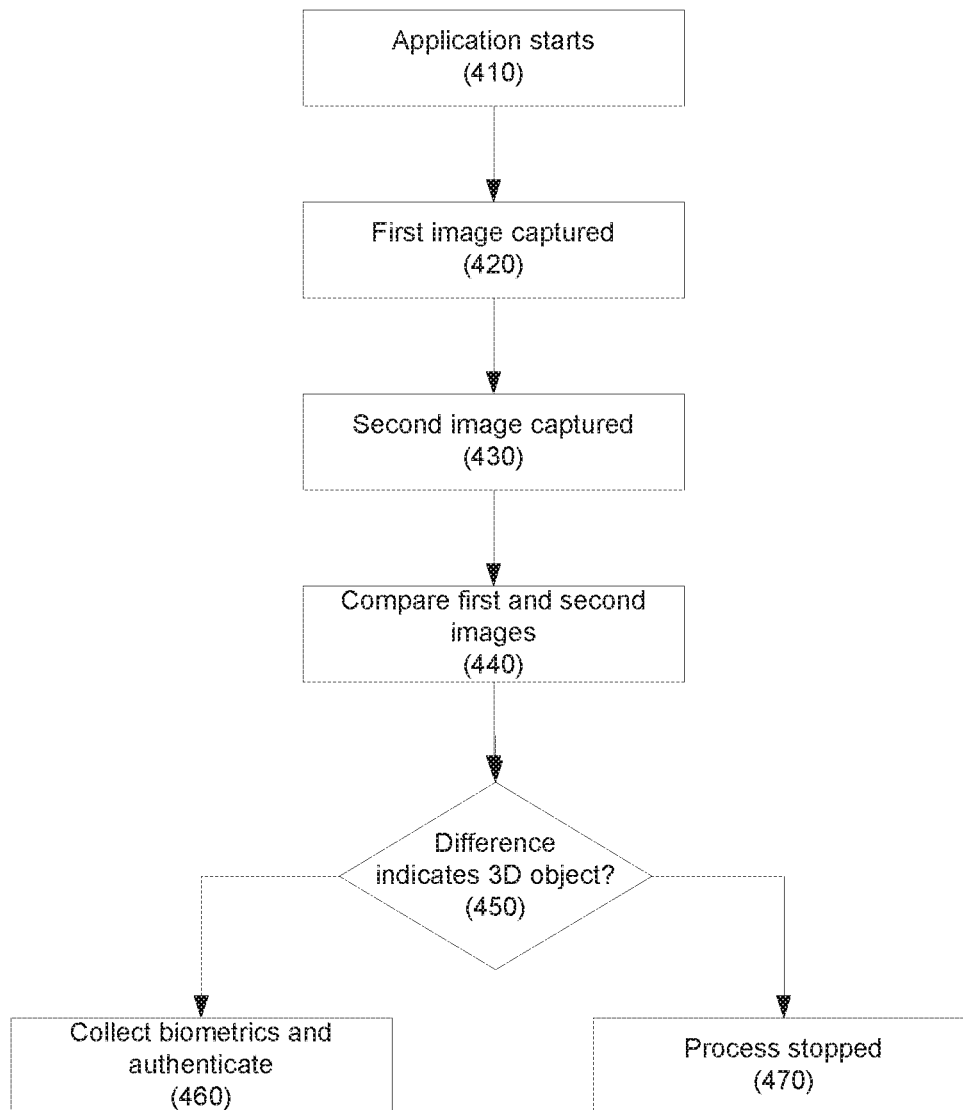 Application starts
(410)
First image captured
(420)
Second image captured
(430)
Compare first and second
images
(440)
Difference
indicates 3D object?
(450)
Collect biometrics and
authenticate
(460)
Process stopped
(470)